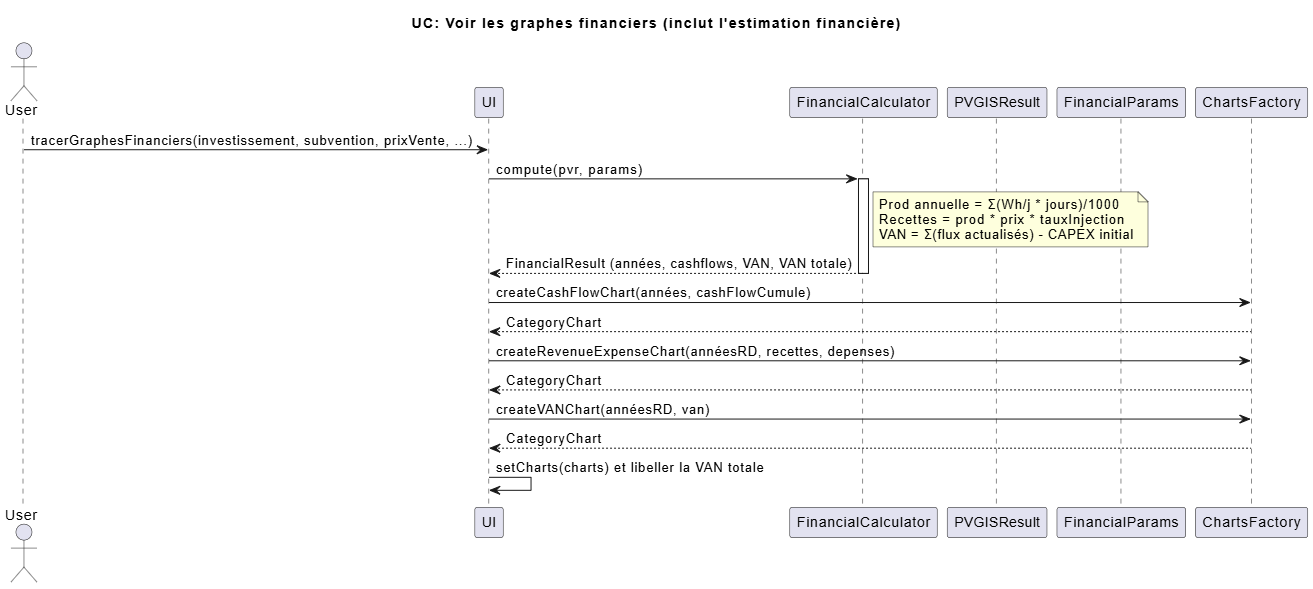 UC: Voir les graphes financiers (inclut l'estimation financière)
User
UI
FinancialCalculator
PVGISResult
FinancialParams
ChartsFactory
tracerGraphesFinanciers(investissement, subvention, prixVente, ...)
compute(pvr, params)
Prod annuelle = Σ(Wh/j * jours)/1000
Recettes = prod * prix * tauxInjection
VAN = Σ(flux actualisés) - CAPEX initial
FinancialResult (années, cashflows, VAN, VAN totale)
createCashFlowChart(années, cashFlowCumule)
CategoryChart
createRevenueExpenseChart(annéesRD, recettes, depenses)
CategoryChart
createVANChart(annéesRD, van)
CategoryChart
setCharts(charts) et libeller la VAN totale
User
UI
FinancialCalculator
PVGISResult
FinancialParams
ChartsFactory